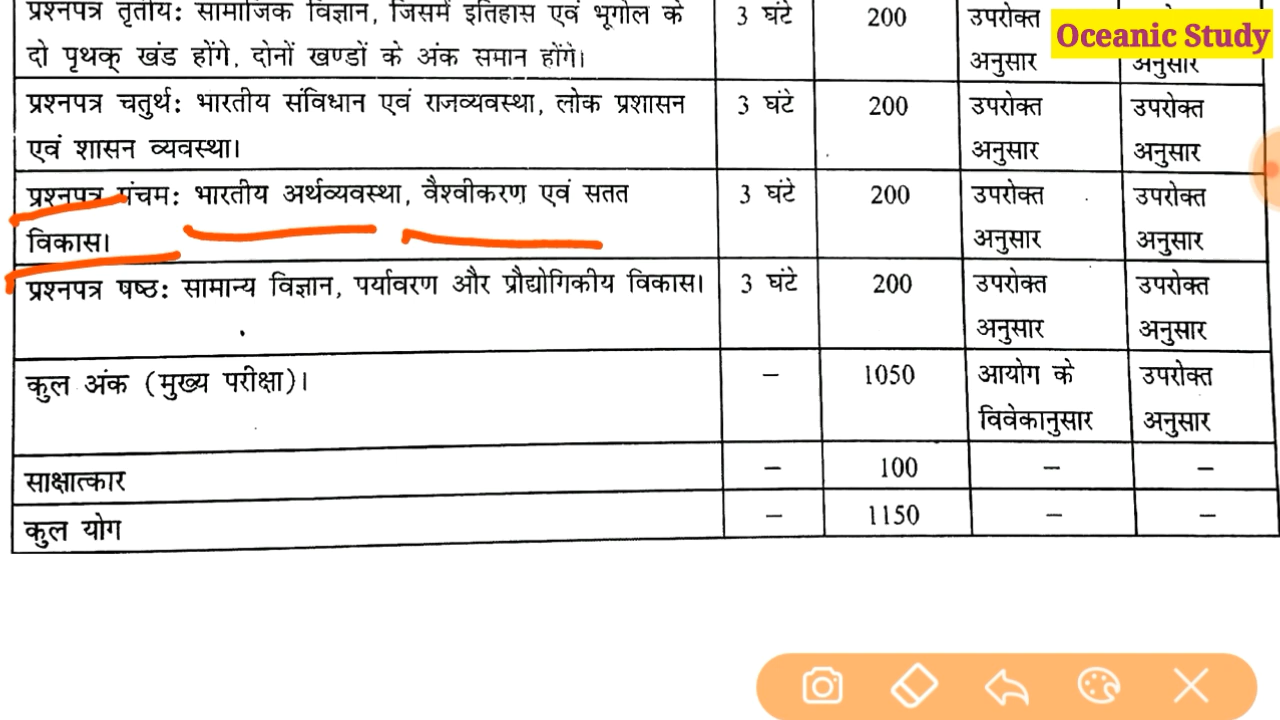 प्रश्नपत्र तृतीय: सामाजिक विज्ञान, जिसमें इतिहास एवं भूगोल के
दो पृथक् खंड होंगे, दोनों खण्डों के अंक समान होंगे।
3 घंटे
200
उपरोक्त
अनुसार
अनुसार
Oceanic Study
प्रश्नपत्र चतुर्थ: भारतीय संविधान एवं राजव्यवस्था, लोक प्रशासन
एवं शासन व्यवस्था।
3 घंटे
200
उपरोक्त
अनुसार
उपरोक्त
अनुसार
प्रश्नपत्र पंचम: भारतीय अर्थव्यवस्था, वैश्वीकरण एवं सतत
विकास।
3 घंटे
200
उपरोक्त
अनुसार
उपरोक्त
अनुसार
प्रश्नपत्र षष्ठ: सामान्य विज्ञान, पर्यावरण और प्रौद्योगिकीय विकास।
3 घंटे
200
उपरोक्त
अनुसार
उपरोक्त
अनुसार
कुल अंक (मुख्य परीक्षा)।
–
1050
आयोग के
विवेकानुसार
उपरोक्त
अनुसार
साक्षात्कार
–
100
–
–
कुल योग
–
1150
–
–